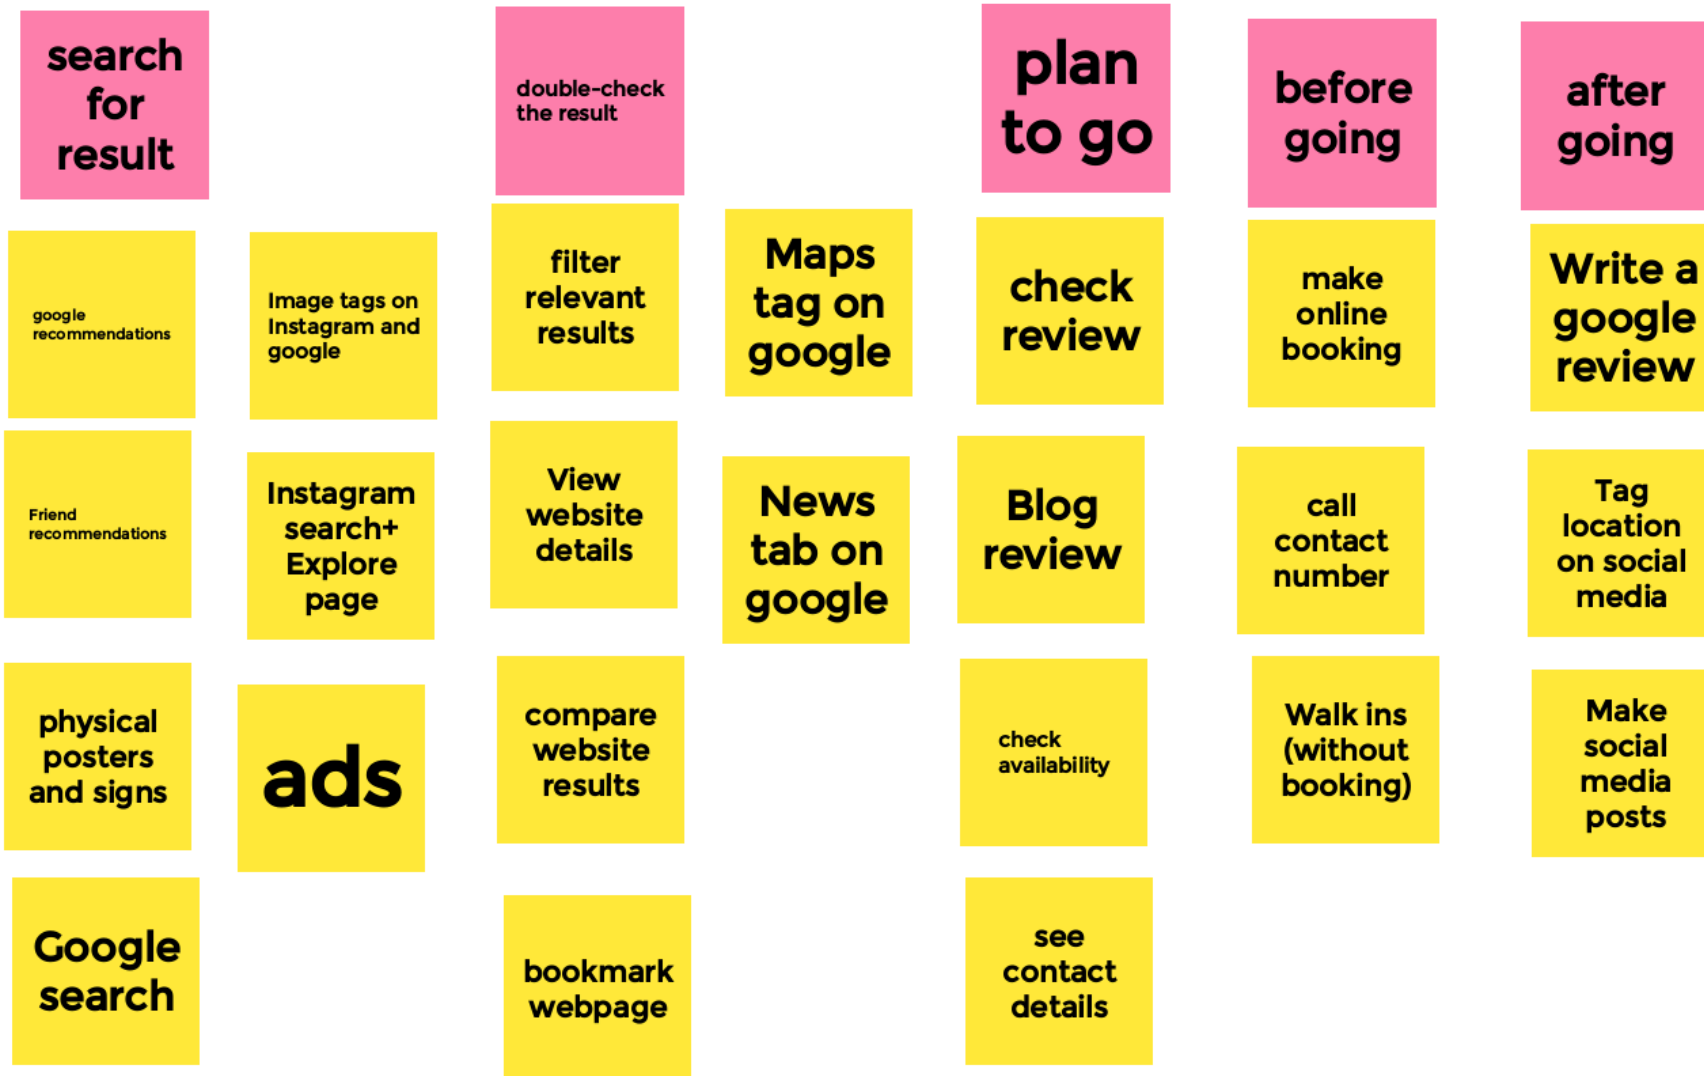 search
for
result
double-check
the result
plan
to go
before
going
after
going
google
recommendations
Image tags on
Instagram and
google
filter
relevant
results
Maps
tag on
google
check
review
make
online
booking
Write a
google
review
Friend
recommendations
Instagram
search+
Explore
page
View
website
details
News
tab on
google
Blog
review
call
contact
number
Tag
location
on social
media
physical
posters
and signs
ads
compare
website
results
check
availability
Walk ins
(without
booking)
Make
social
media
posts
Google
search
bookmark
webpage
see
contact
details